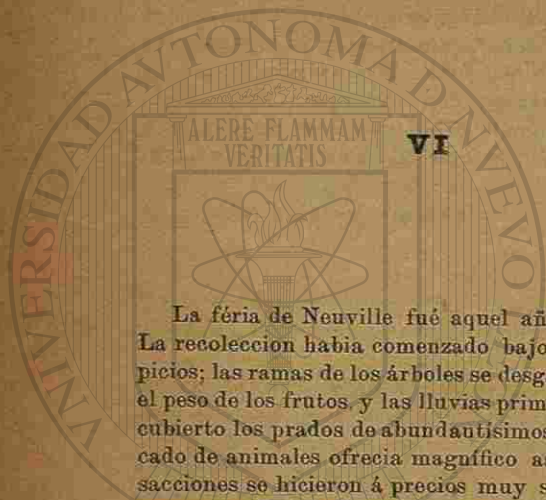 UNIVERSIDAD AUTONOMA D NUEVO
ALERE FLAMMAM
VERITATIS
VI
La féria de Neuville fué aquel añ
La recoleccion habia comenzado bajo
picios; las ramas de los árboles se desg
el peso de los frutos, y las lluvias prim
cubierto los prados de abundantísimos
cado de animales ofrecia magnífico as
sacciones se hicieron á precios muy s